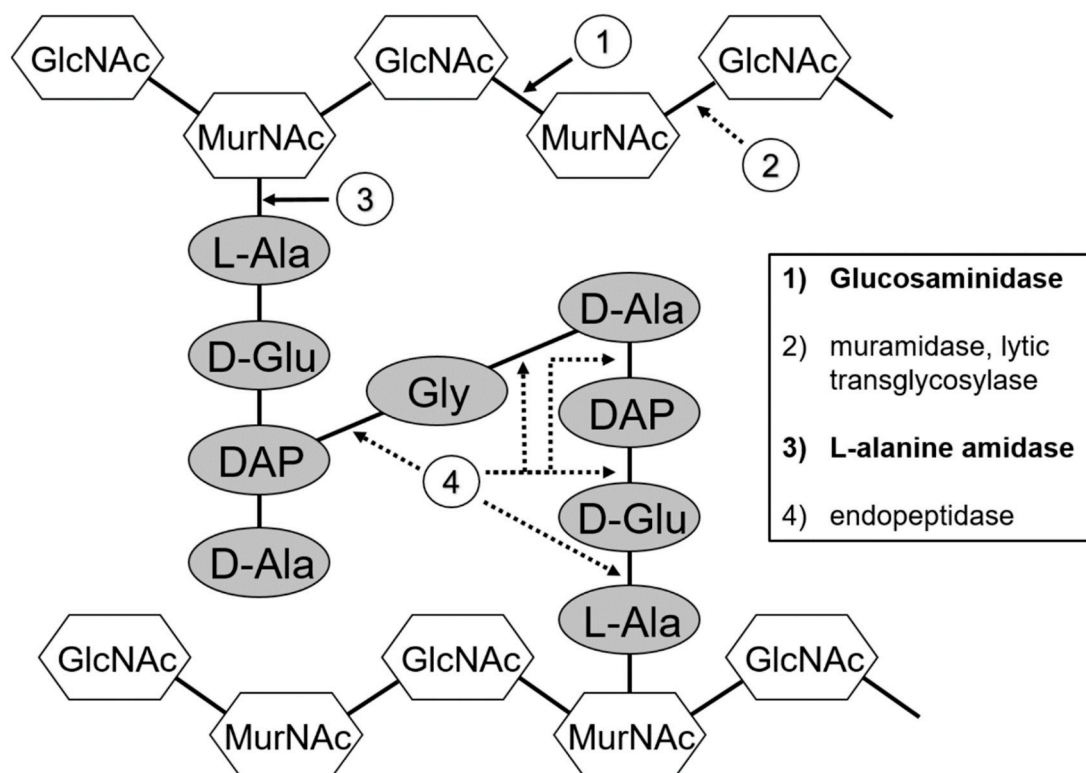 GlcNAc
GlcNAc
1
GlcNAc
MurNAc
MurNAc
2
3
L-Ala
D-Glu
DAP
D-Ala
Gly
D-Ala
DAP
D-Glu
L-Ala
4
1) Glucosaminidase
2) muramidase, lytic
transglycosylase
3) L-alanine amidase
4) endopeptidase
GlcNAc
GlcNAc
GlcNAc
MurNAc
MurNAc